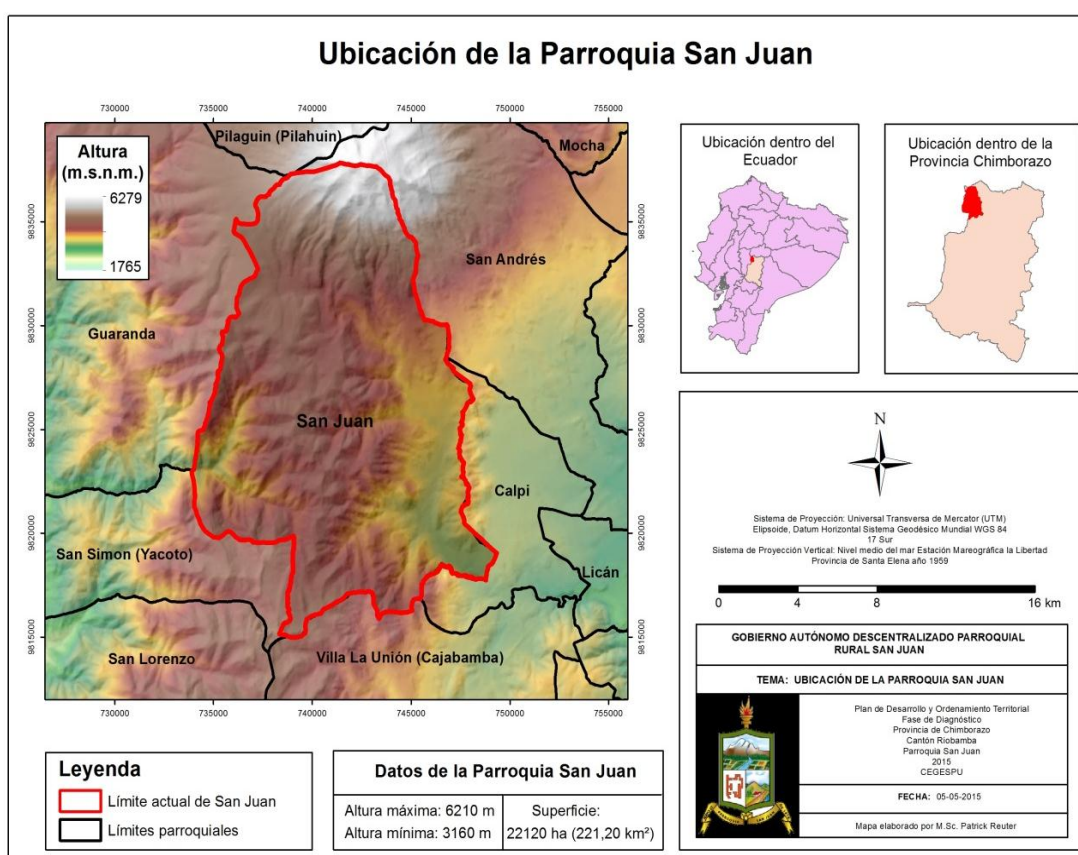 Ubicación de la Parroquia San Juan
730000
735000
740000
745000
750000
755000
Altura
(m.s.n.m.)
6279
1765
Pilaguin (Pilahuin)
Mocha
San Andrés
Guaranda
San Juan
Calpi
San Simon (Yacoto)
Licán
San Lorenzo
Villa La Unión (Cajabamba)
9835000
9830000
9825000
9820000
9815000
9835000
9830000
9825000
9820000
9815000
730000
735000
740000
745000
750000
755000
Ubicación dentro del
Ecuador
Ubicación dentro de la
Provincia Chimborazo
N
Sistema de Proyección: Universal Transversa de Mercator (UTM)
Elipsoide, Datum Horizontal Sistema Geodésico Mundial WGS 84
17 Sur
Sistema de Proyección Vertical: Nivel medio del mar Estación Mareográfica la Libertad
Provincia de Santa Elena año 1959
0 4 8 16 km
GOBIERNO AUTÓNOMO DESCENTRALIZADO PARROQUIAL
RURAL SAN JUAN
TEMA: UBICACIÓN DE LA PARROQUIA SAN JUAN
Plan de Desarrollo y Ordenamiento Territorial
Fase de Diagnóstico
Provincia de Chimborazo
Cantón Riobamba
Parroquia San Juan
2015
CEGESPU
FECHA: 05-05-2015
Mapa elaborado por M.Sc. Patrick Reuter
Leyenda
Límite actual de San Juan
Límites parroquiales
Datos de la Parroquia San Juan
Altura máxima: 6210 m
Altura mínima: 3160 m
Superficie:
22120 ha (221,20 km²)